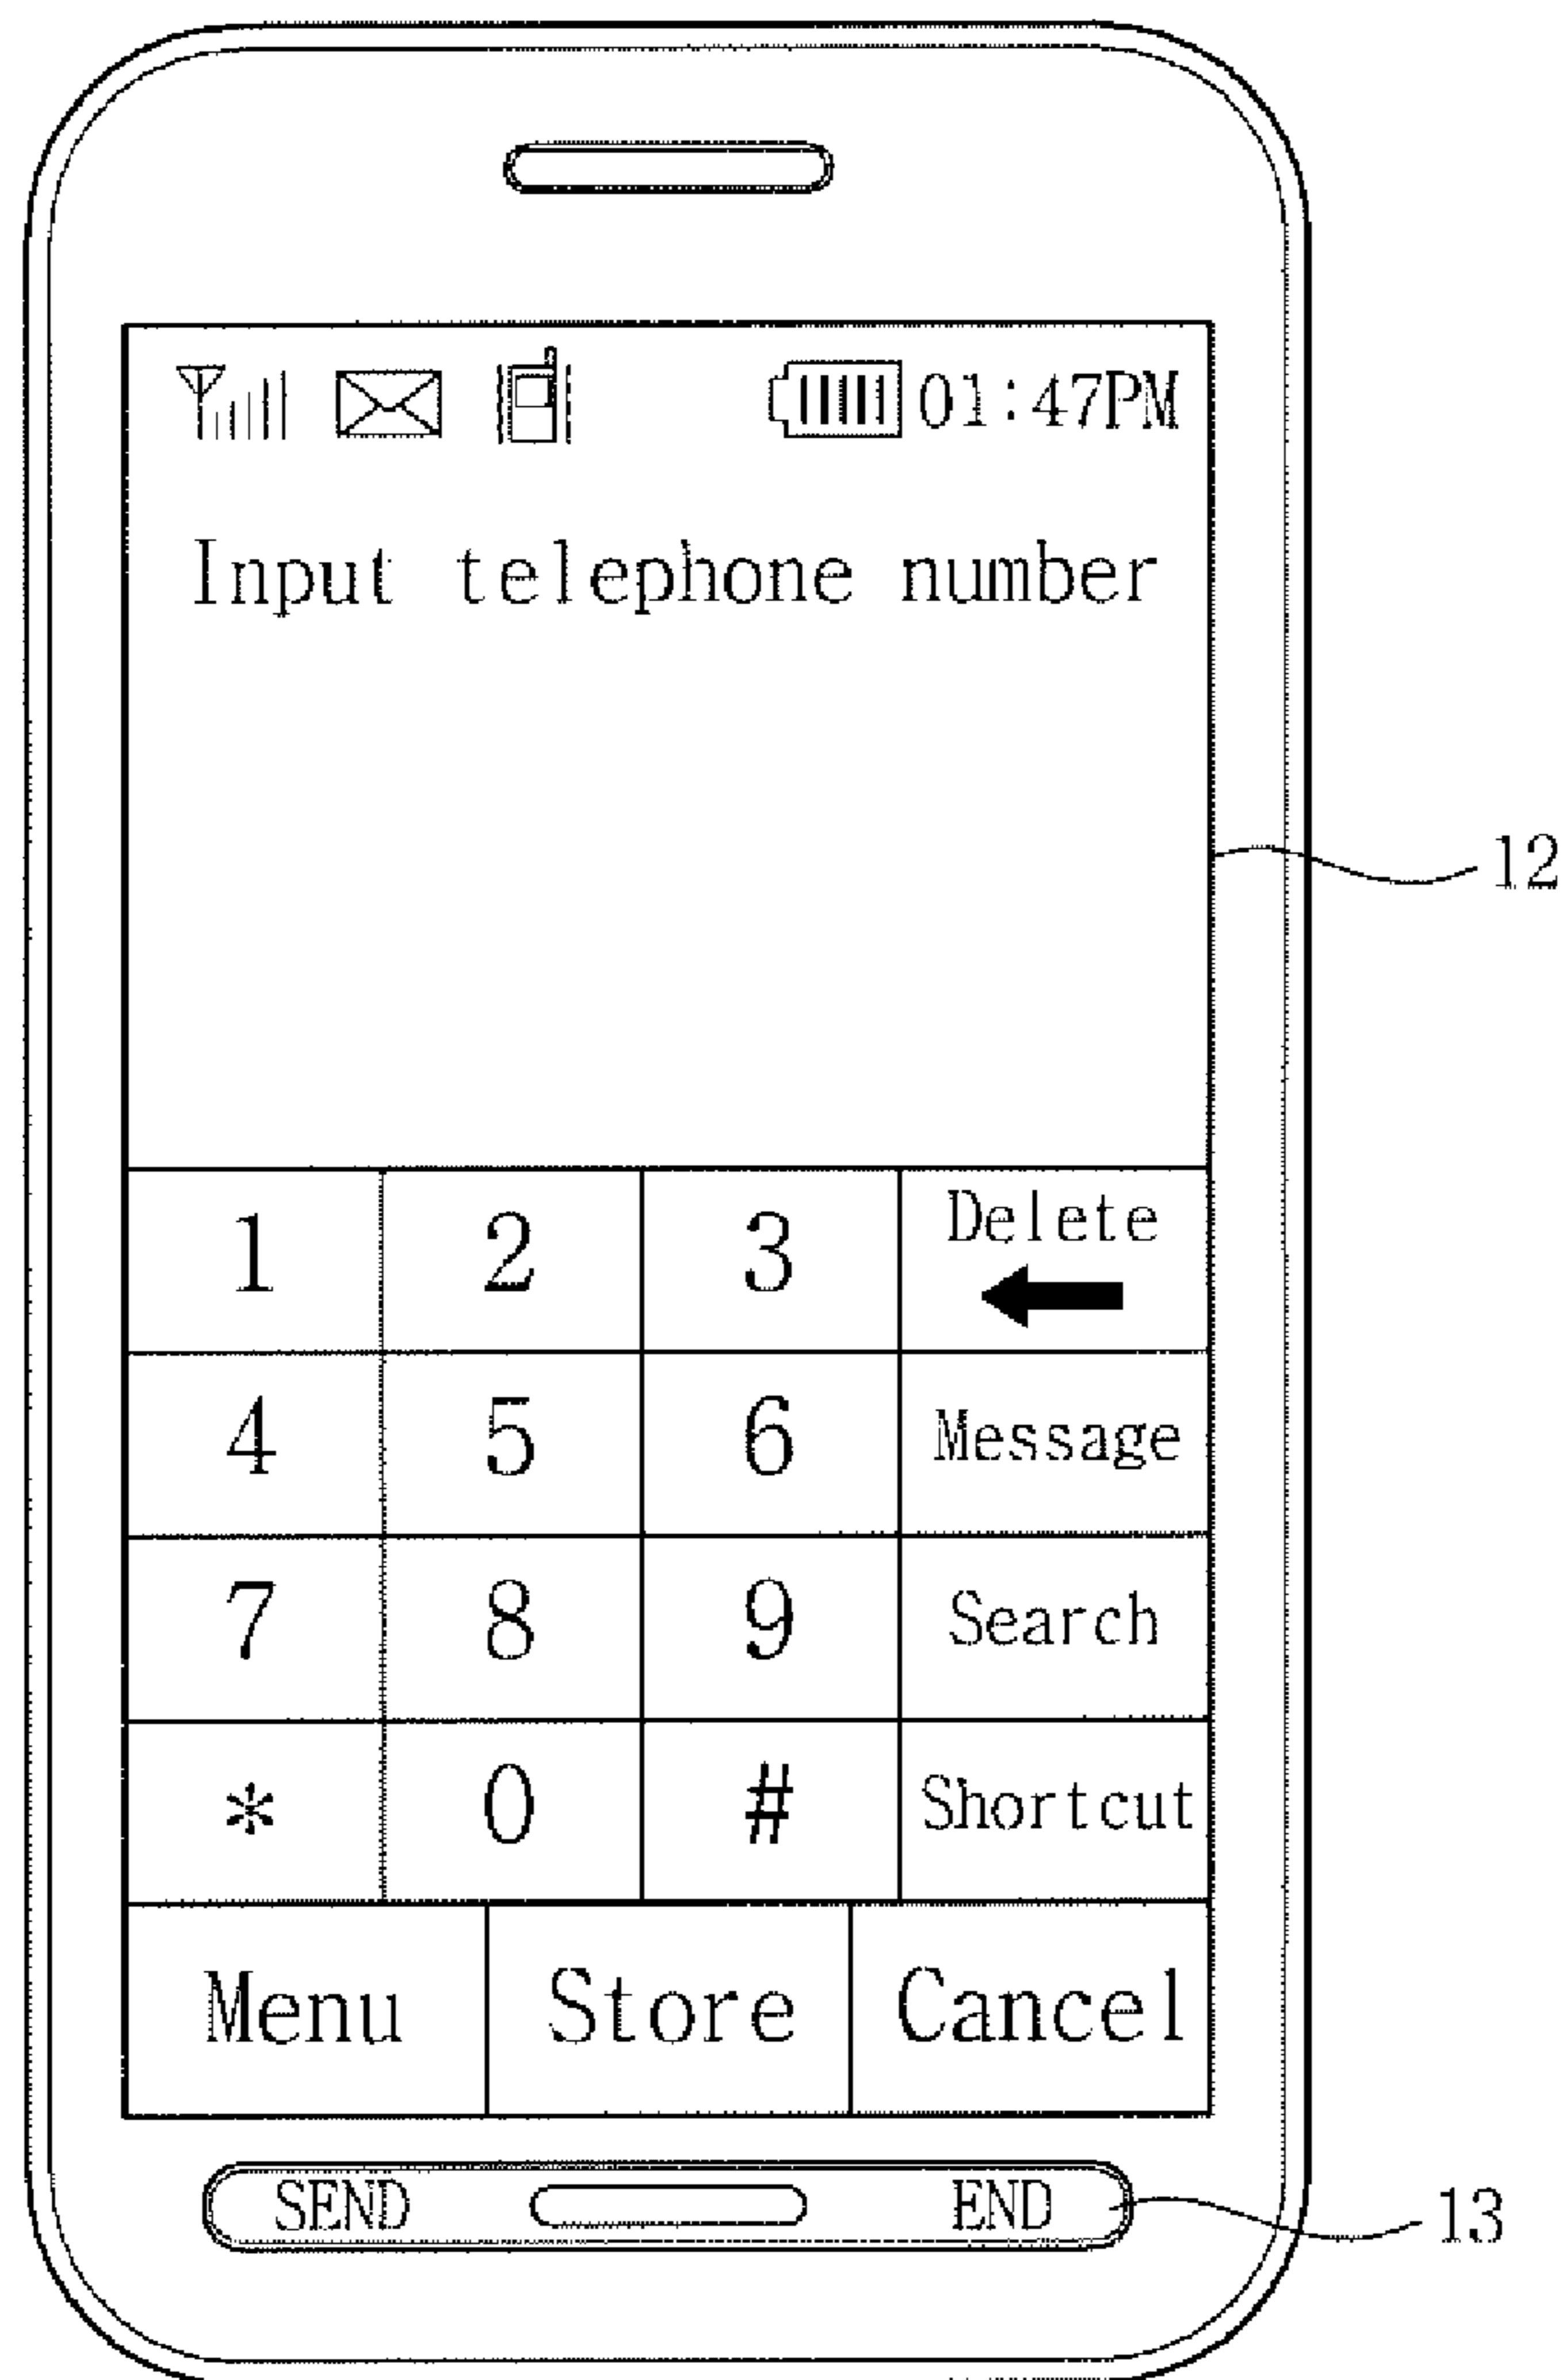 01:47PM
Input telephone number
12
1 2 3 Delete
4 5 6 Message
7 8 9 Search
* 0 # Shortcut
Menu Store Cancel
SEND END
13